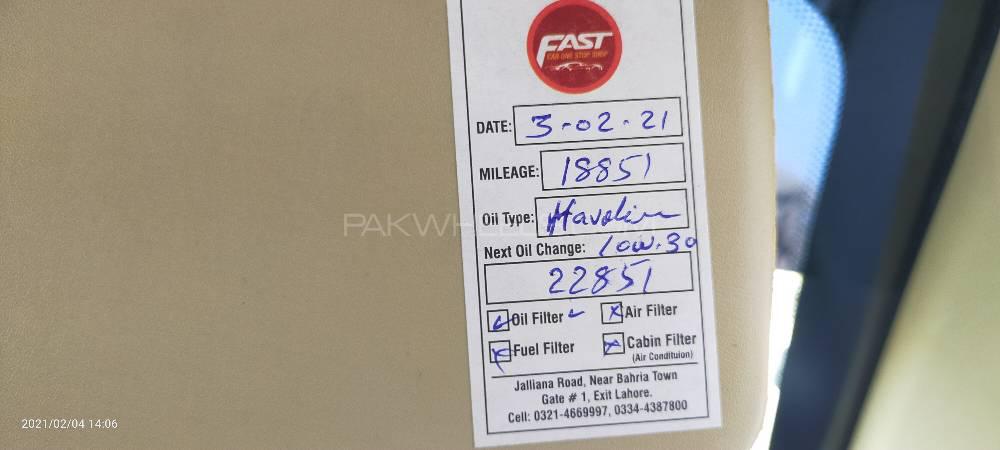 FAST
CAR ONE STOP SHOP
DATE: 3-02-21
MILEAGE: 18851
PAKWHEELS.COM
Oil Type: Havoline
Next Oil Change: 10W.30
22851
Oil Filter ✓ Air Filter
Fuel Filter Cabin Filter
(Air Condituion)
Jalliana Road, Near Bahria Town
Gate # 1, Exit Lahore.
Cell: 0321-4669997, 0334-4387800
2021/02/04 14:06